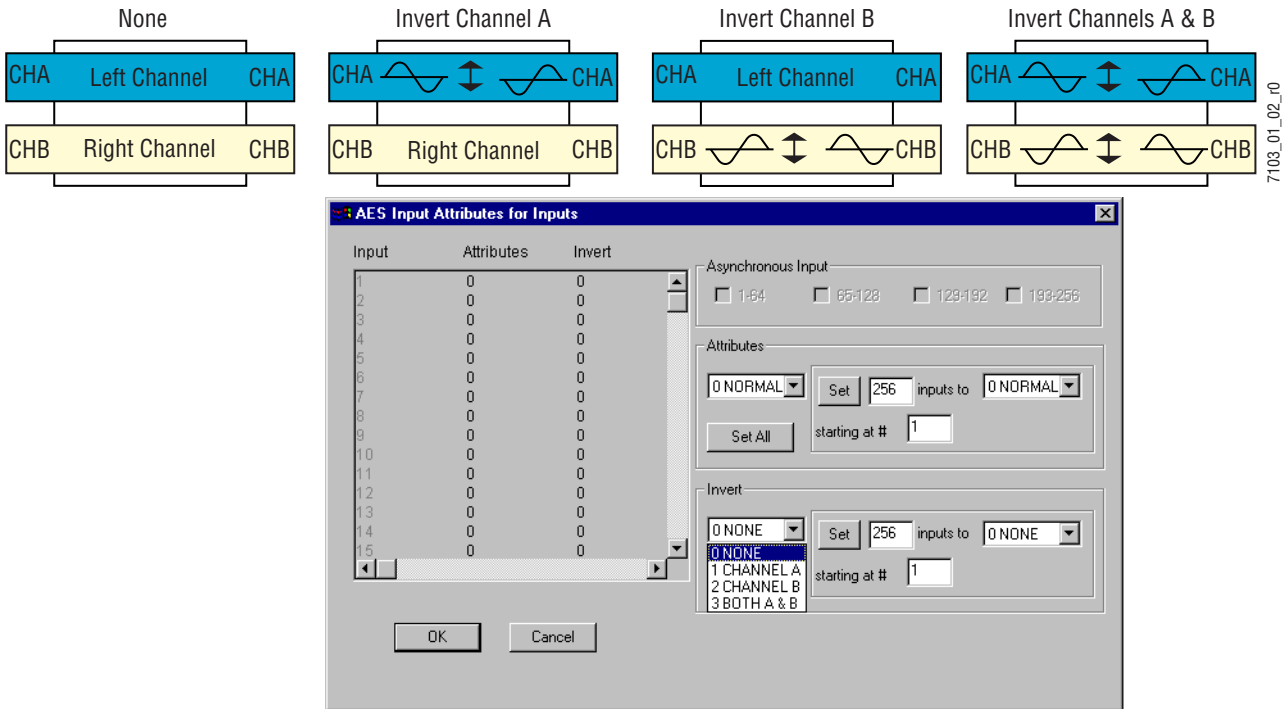 None
Invert Channel A
Invert Channel B
Invert Channels A & B
CHA Left Channel CHA
CHA CHA
CHA Left Channel CHA
CHA CHA
CHB Right Channel CHB
CHB Right Channel CHB
CHB CHB
CHB CHB
7103_01_02_r0
AES Input Attributes for Inputs
Input Attributes Invert
1 0 0
2 0 0
3 0 0
4 0 0
5 0 0
6 0 0
7 0 0
8 0 0
9 0 0
10 0 0
11 0 0
12 0 0
13 0 0
14 0 0
15 0 0
OK Cancel
Asynchronous Input
1-64 65-128 129-192 193-256
Attributes
0 NORMAL Set 256 inputs to 0 NORMAL
Set All starting at # 1
Invert
0 NONE Set 256 inputs to 0 NONE
0 NONE
1 CHANNEL A
2 CHANNEL B
3 BOTH A & B
starting at # 1